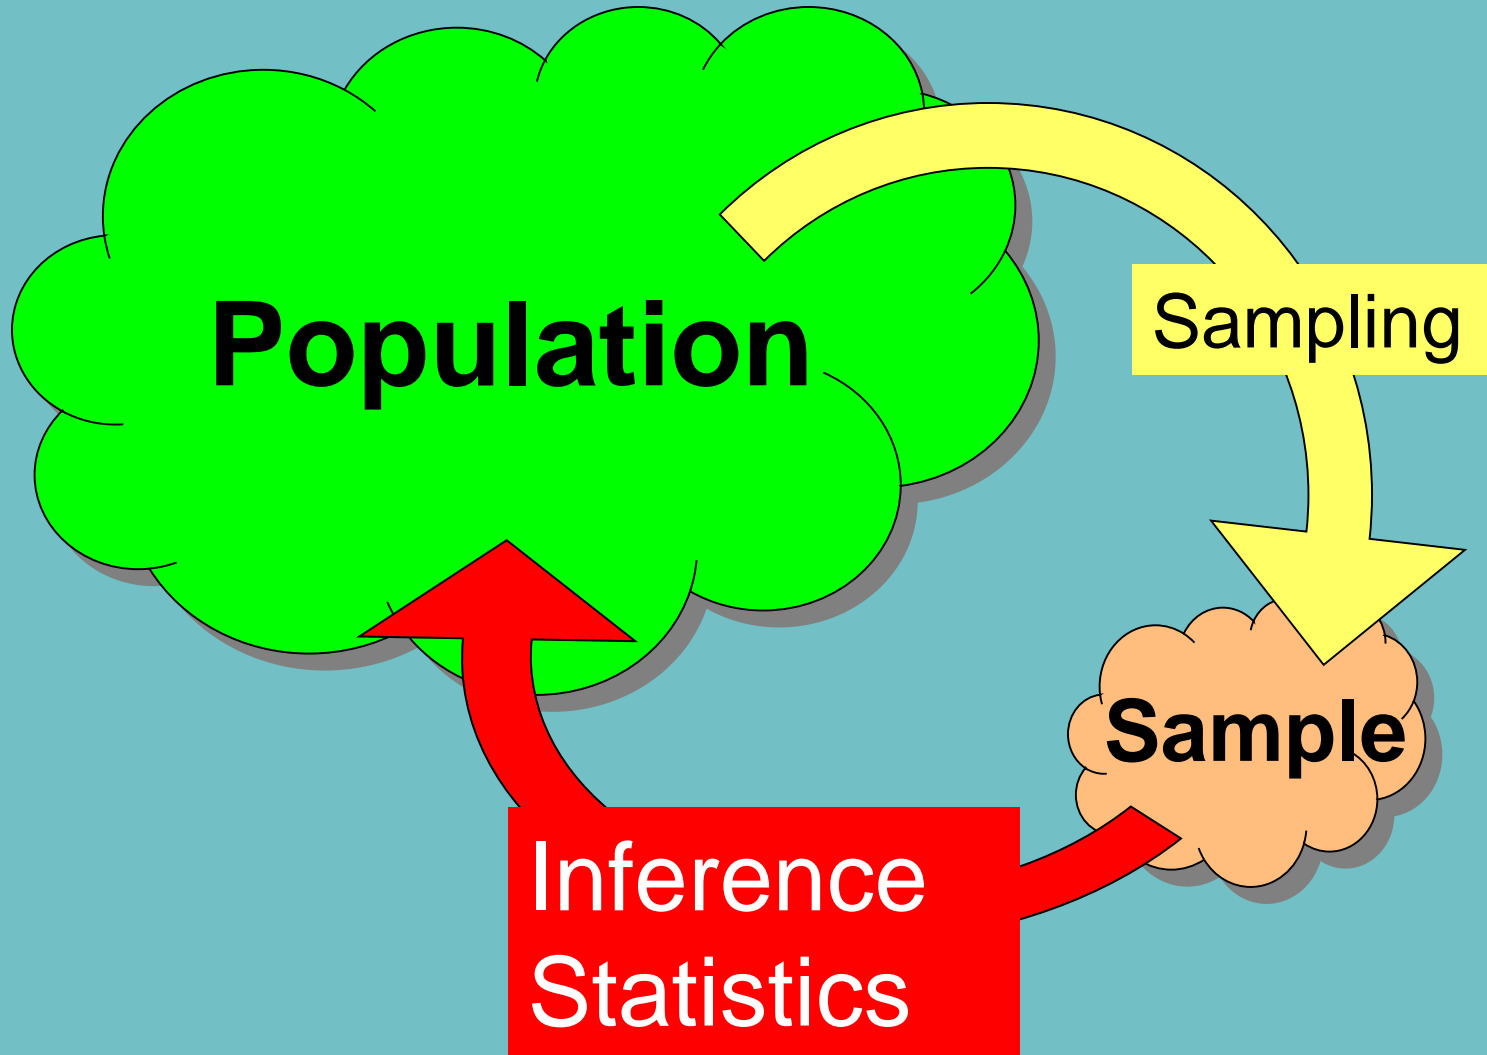 Population
Sampling
Sample
Inference
Statistics